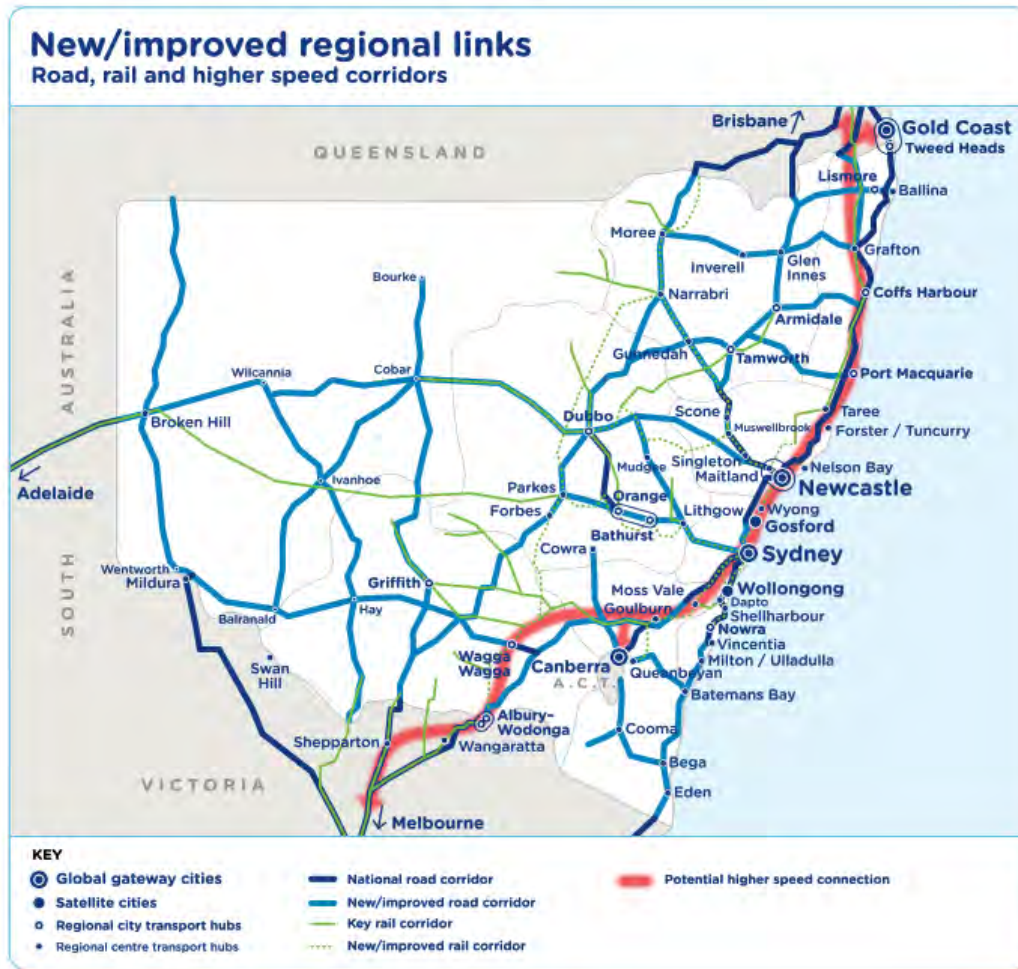 New/improved regional links
Road, rail and higher speed corridors
Brisbane
Gold Coast
Tweed Heads
QUEENSLAND
Lismore
Ballina
Moree
Inverell
Glen
Innes
Grafton
Bourke
Narrabri
Coffs Harbour
Armidale
SOUTH AUSTRALIA
Gunnedah
Tamworth
Wilcannia
Cobar
Port Macquarie
Broken Hill
Dubbo
Scone
Taree
Muswellbrook
Forster / Tuncurry
Adelaide
Ivanhoe
Mudgee
Singleton
Maitland
Nelson Bay
Newcastle
Parkes
Orange
Forbes
Lithgow
Wyong
Gosford
Bathurst
Cowra
Sydney
Wentworth
Mildura
Griffith
Moss Vale
Wollongong
Balranald
Hay
Goulburn
Dapto
Shellharbour
Nowra
Vincentia
Swan
Hill
Wagga
Wagga
Canberra
Queanbeyan
Milton / Ulladulla
A.C.T.
Batemans Bay
Albury–
Wodonga
Cooma
Shepparton
Wangaratta
Bega
VICTORIA
Eden
Melbourne
KEY
Global gateway cities
Satellite cities
Regional city transport hubs
Regional centre transport hubs
National road corridor
New/improved road corridor
Key rail corridor
New/improved rail corridor
Potential higher speed connection